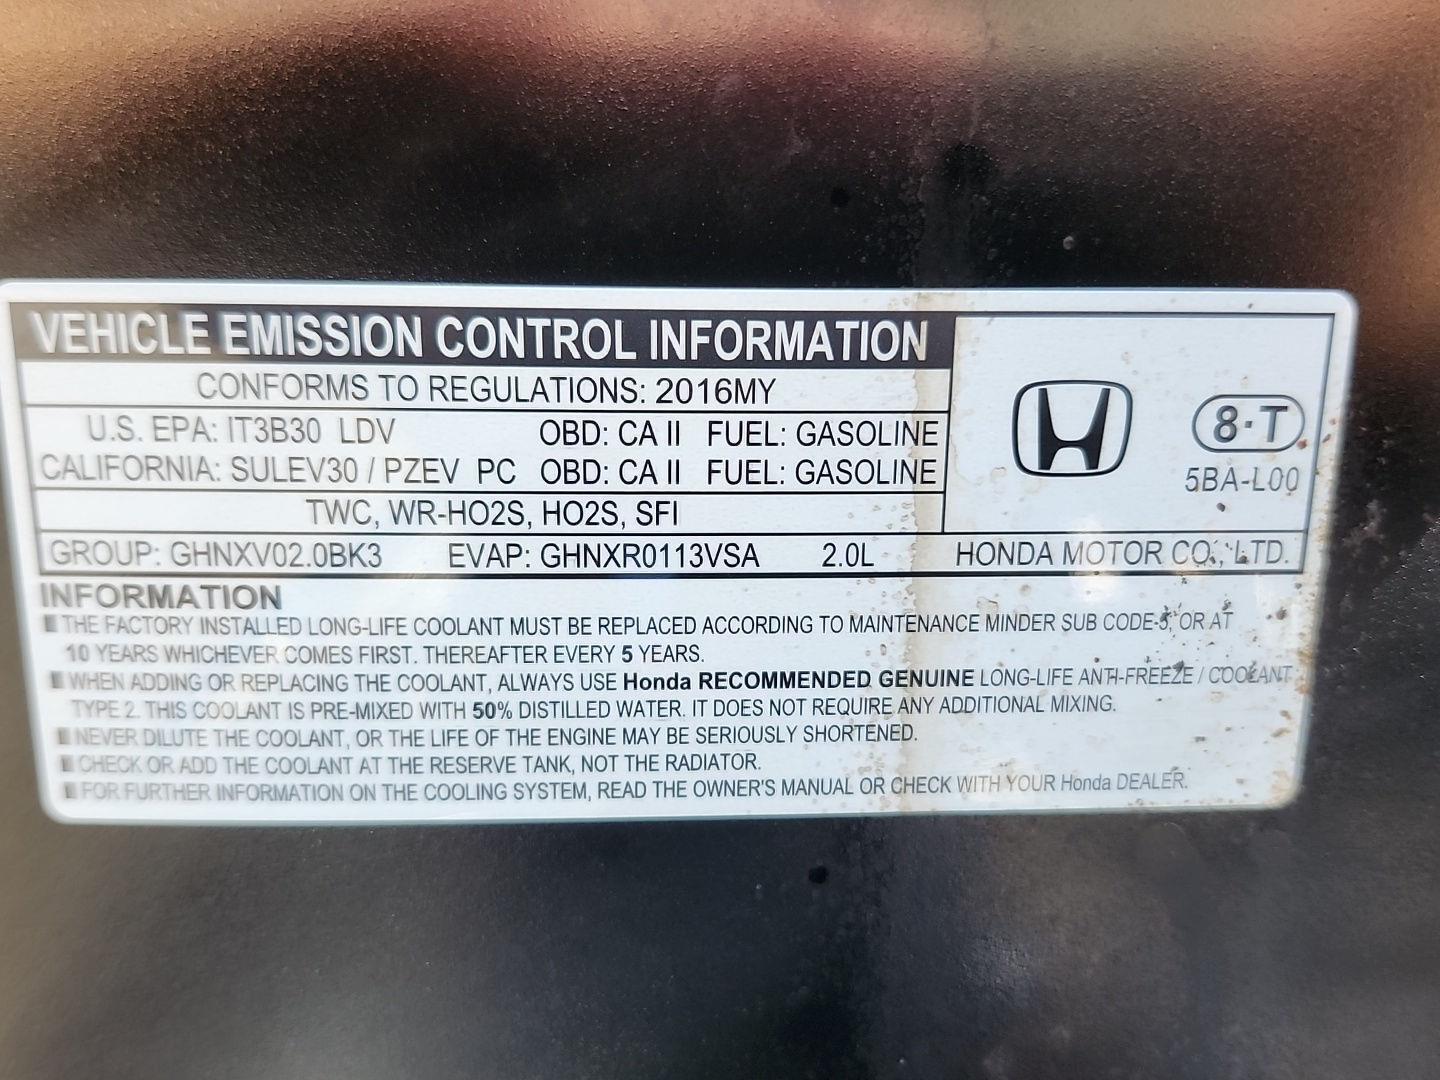 VEHICLE EMISSION CONTROL INFORMATION
CONFORMS TO REGULATIONS: 2016MY
U.S. EPA: IT3B30 LDV OBD: CA II FUEL: GASOLINE
CALIFORNIA: SULEV30 / PZEV PC OBD: CA II FUEL: GASOLINE
TWC, WR-HO2S, HO2S, SFI
8·T
5BA-L00
GROUP: GHNXV02.0BK3 EVAP: GHNXR0113VSA 2.0L HONDA MOTOR CO., LTD.
INFORMATION
■ THE FACTORY INSTALLED LONG-LIFE COOLANT MUST BE REPLACED ACCORDING TO MAINTENANCE MINDER SUB CODE-5, OR AT
10 YEARS WHICHEVER COMES FIRST. THEREAFTER EVERY 5 YEARS.
■ WHEN ADDING OR REPLACING THE COOLANT, ALWAYS USE Honda RECOMMENDED GENUINE LONG-LIFE ANTI-FREEZE / COOLANT
TYPE 2. THIS COOLANT IS PRE-MIXED WITH 50% DISTILLED WATER. IT DOES NOT REQUIRE ANY ADDITIONAL MIXING.
■ NEVER DILUTE THE COOLANT, OR THE LIFE OF THE ENGINE MAY BE SERIOUSLY SHORTENED.
■ CHECK OR ADD THE COOLANT AT THE RESERVE TANK, NOT THE RADIATOR.
■ FOR FURTHER INFORMATION ON THE COOLING SYSTEM, READ THE OWNER'S MANUAL OR CHECK WITH YOUR Honda DEALER.